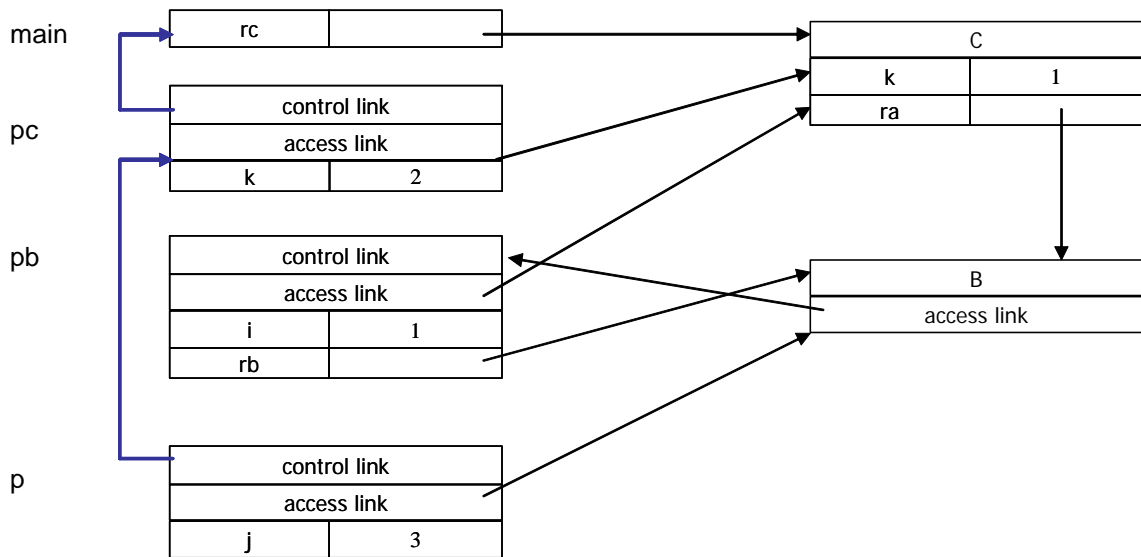 main
rc
pc
control link
access link
k 2
pb
control link
access link
i 1
rb
p
control link
access link
j 3
C
k 1
ra
B
access link